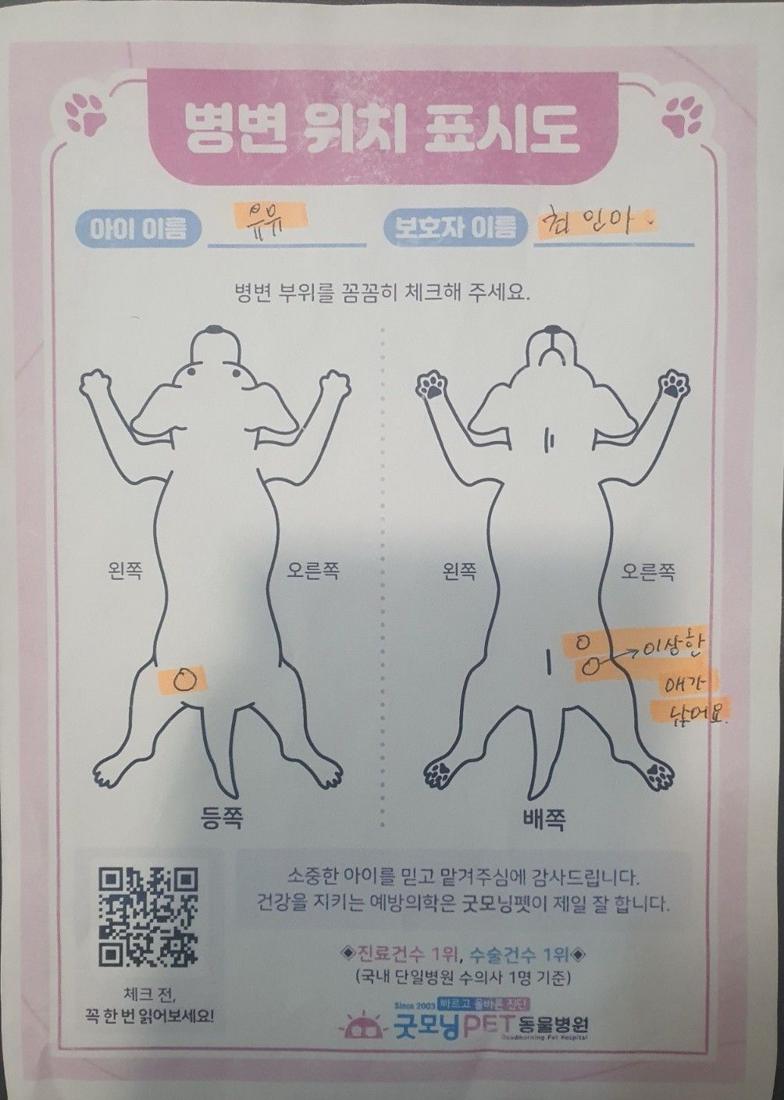 병변 위치 표시도
아이 이름 유유 보호자 이름 최인아.
병변 부위를 꼼꼼히 체크해 주세요.
왼쪽 오른쪽 왼쪽 오른쪽
이상한
애가
났어요.
등쪽 배쪽
소중한 아이를 믿고 맡겨주심에 감사드립니다.
건강을 지키는 예방의학은 굿모닝펫이 제일 잘 합니다.
◈진료건수 1위, 수술건수 1위◈
(국내 단일병원 수의사 1명 기준)
체크 전,
꼭 한 번 읽어보세요!
Since 2003 바르고 올바른 진단
굿모닝PET동물병원
Goodmorning Pet Hospital